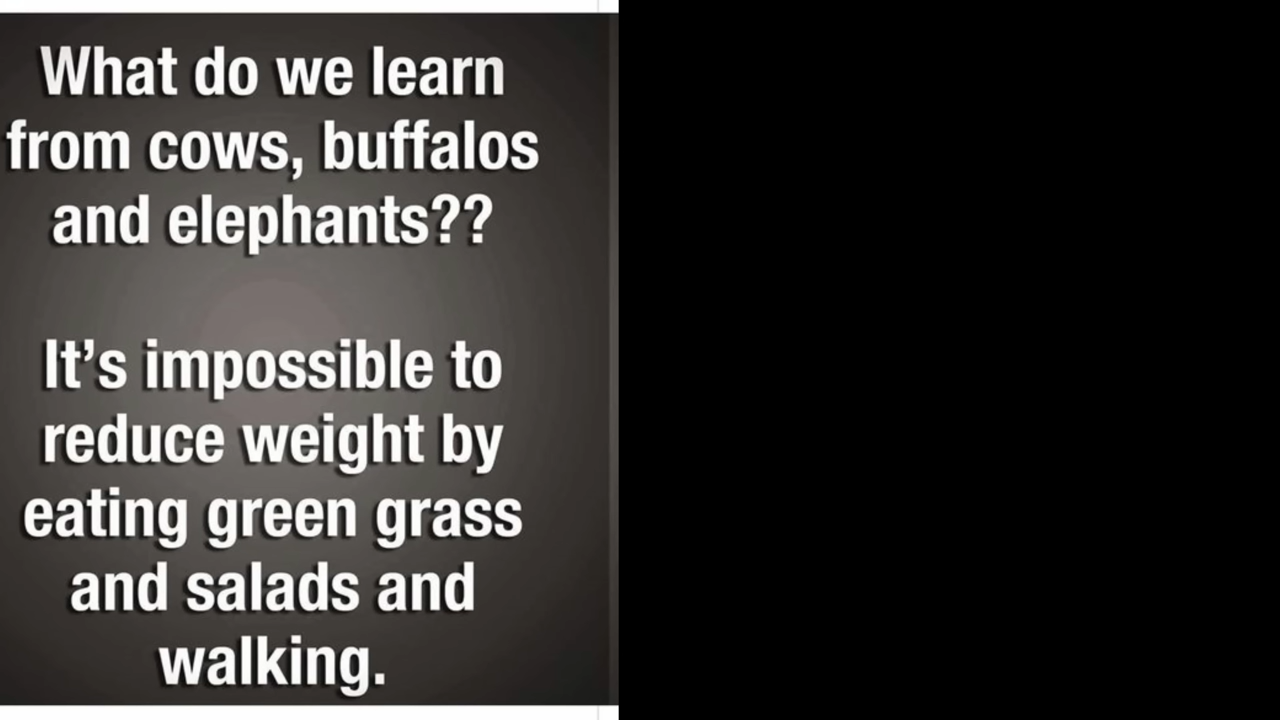 What do we learn
from cows, buffalos
and elephants??
It’s impossible to
reduce weight by
eating green grass
and salads and
walking.